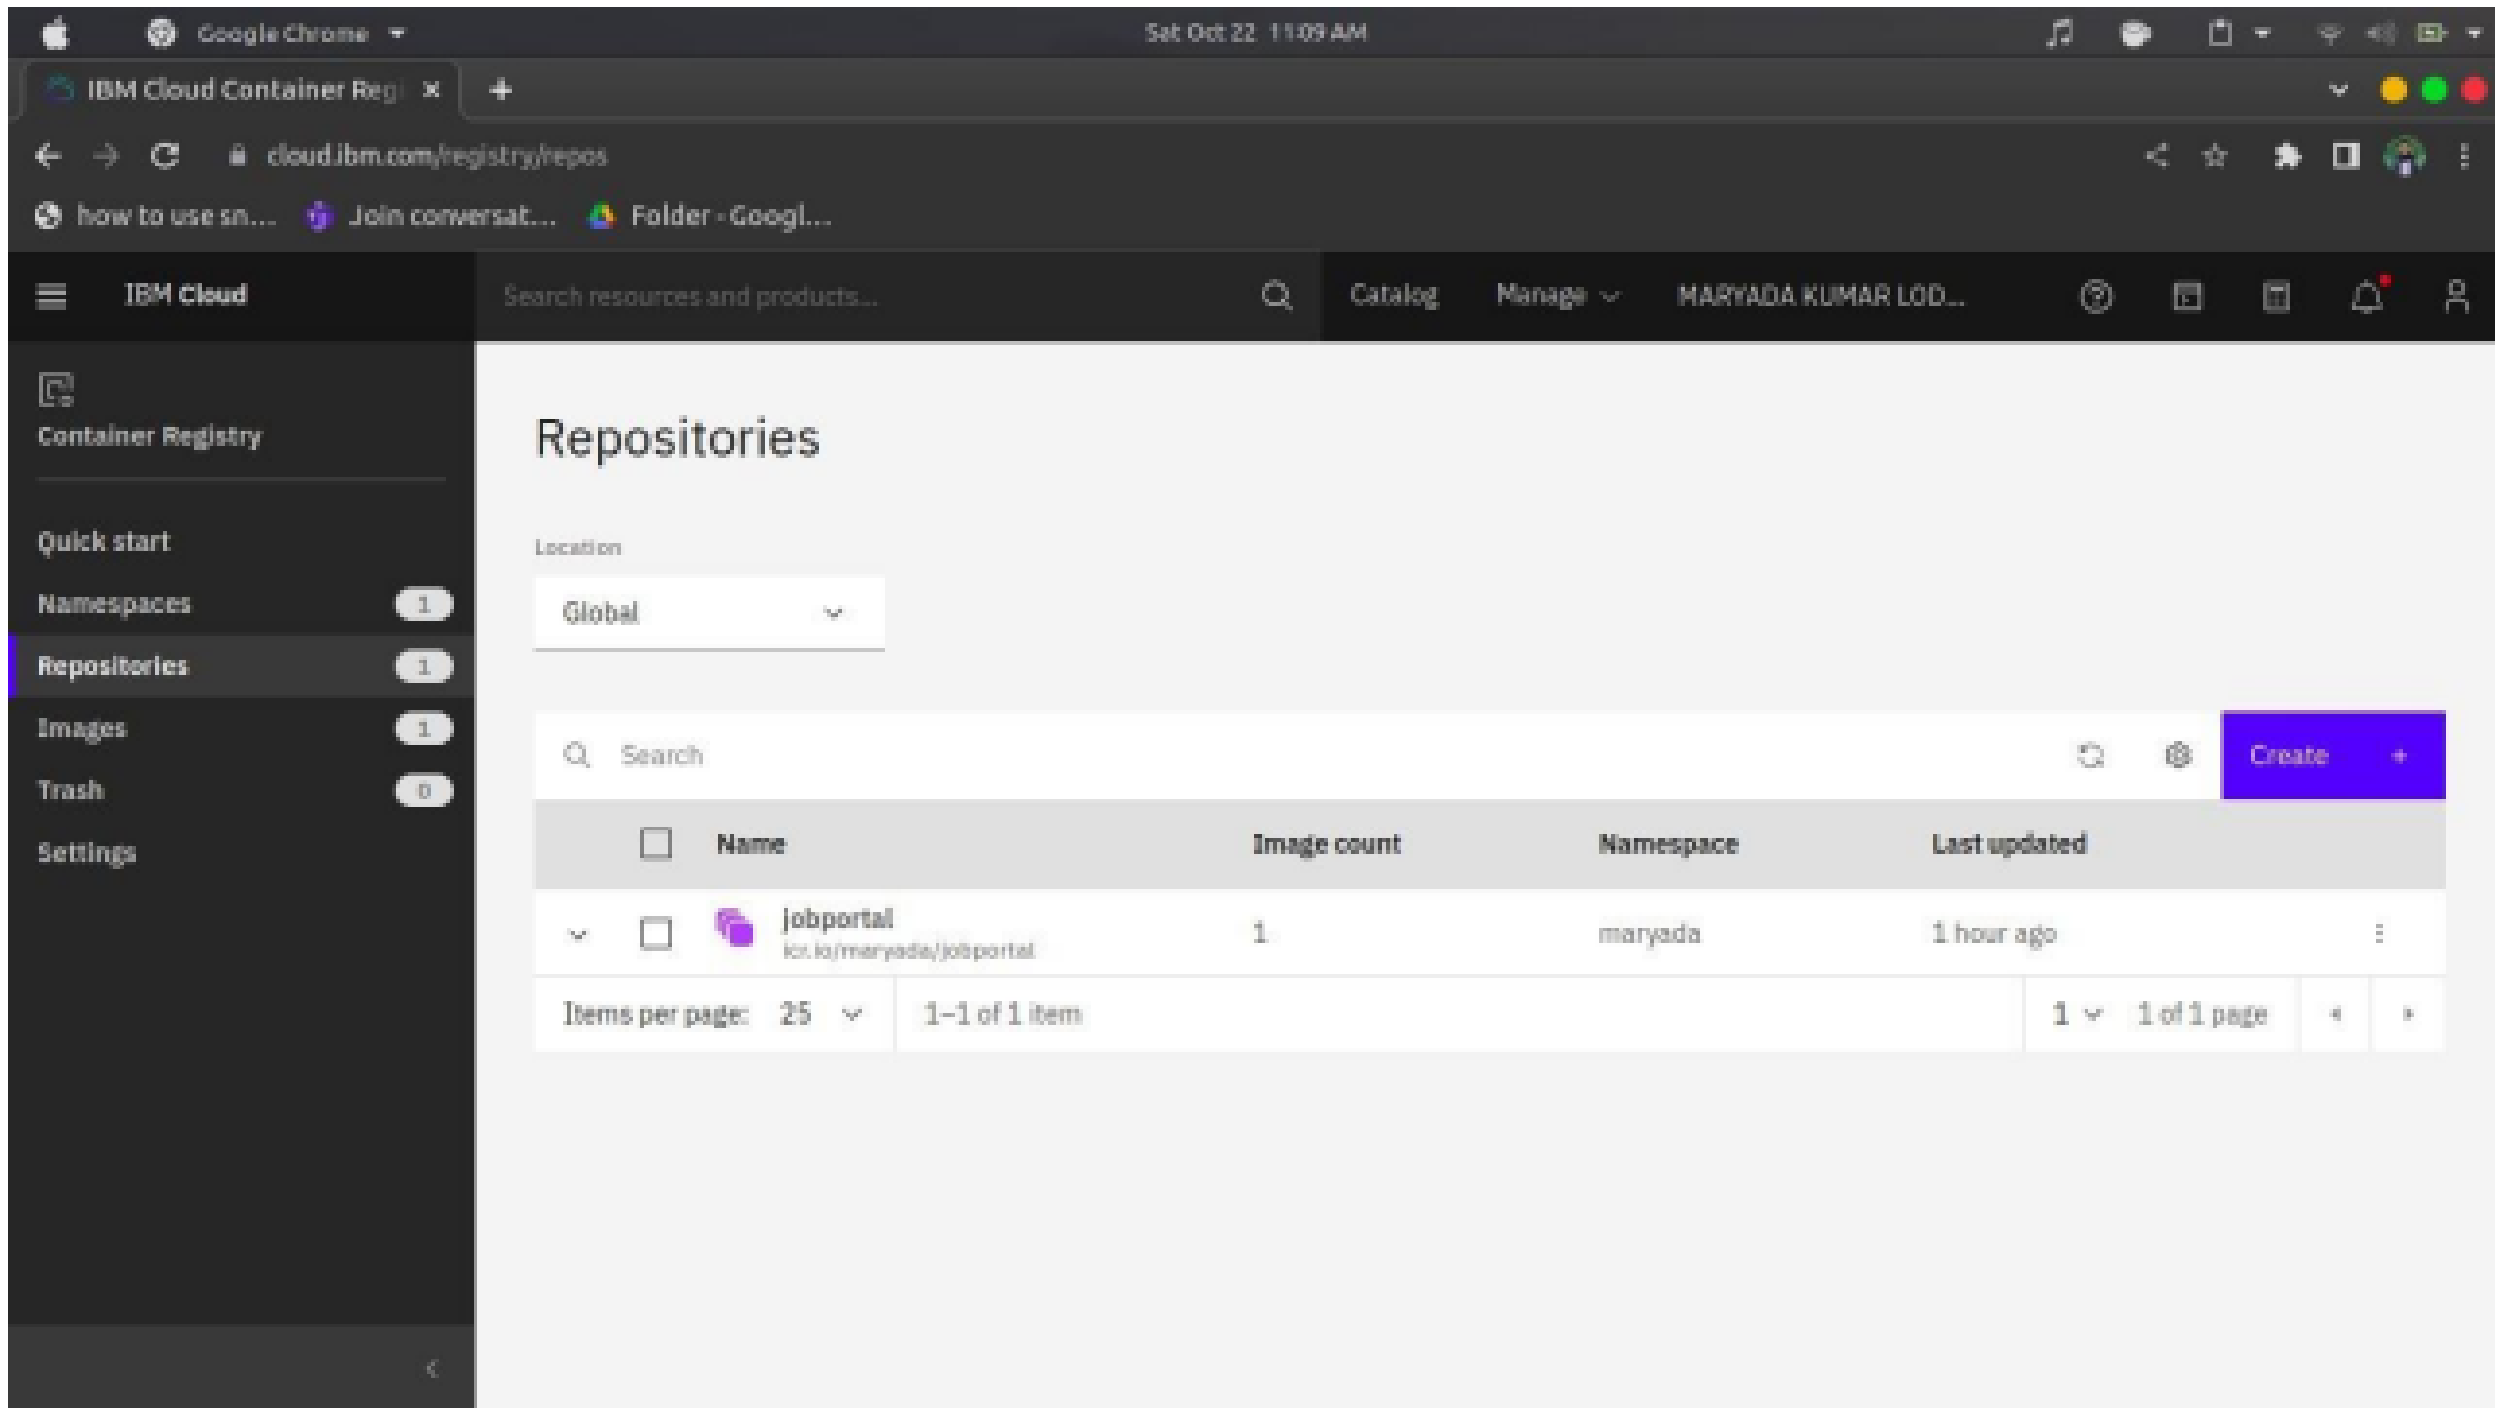 Google Chrome
Sat Oct 22 11:09 AM
IBM Cloud Container Regi
cloud.ibm.com/registry/repos
how to use sn.... Join conversat... Folder - Googl...
IBM Cloud
Search resources and products...
Catalog Manage MARYADA KUMAR LOD...
Container Registry
Quick start
Namespaces 1
Repositories 1
Images 1
Trash 0
Settings
Repositories
Location
Global
Search
Create +
Name Image count Namespace Last updated
jobportal 1 maryada 1 hour ago
icr.io/maryada/jobportal
Items per page: 25 1–1 of 1 item 1 1 of 1 page